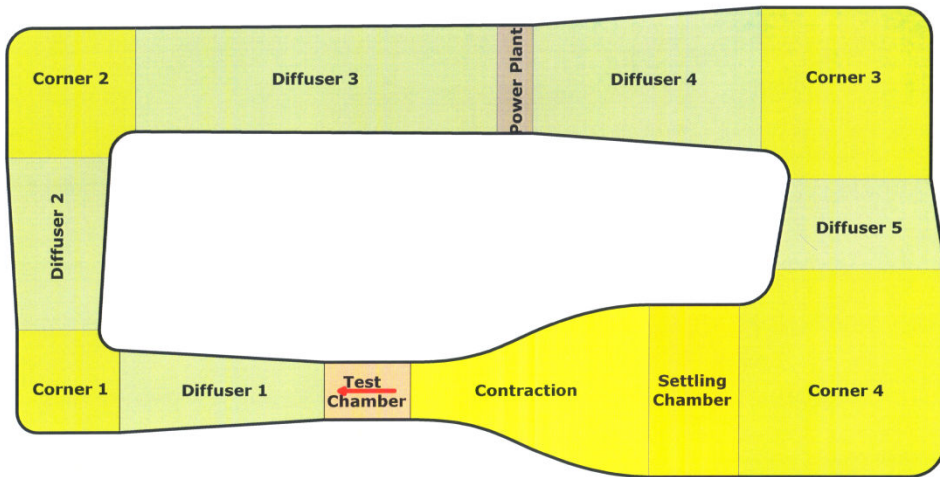 Corner 2
Diffuser 3
Power Plant
Diffuser 4
Corner 3
Diffuser 2
Diffuser 5
Corner 1
Diffuser 1
Test
Chamber
Contraction
Settling
Chamber
Corner 4